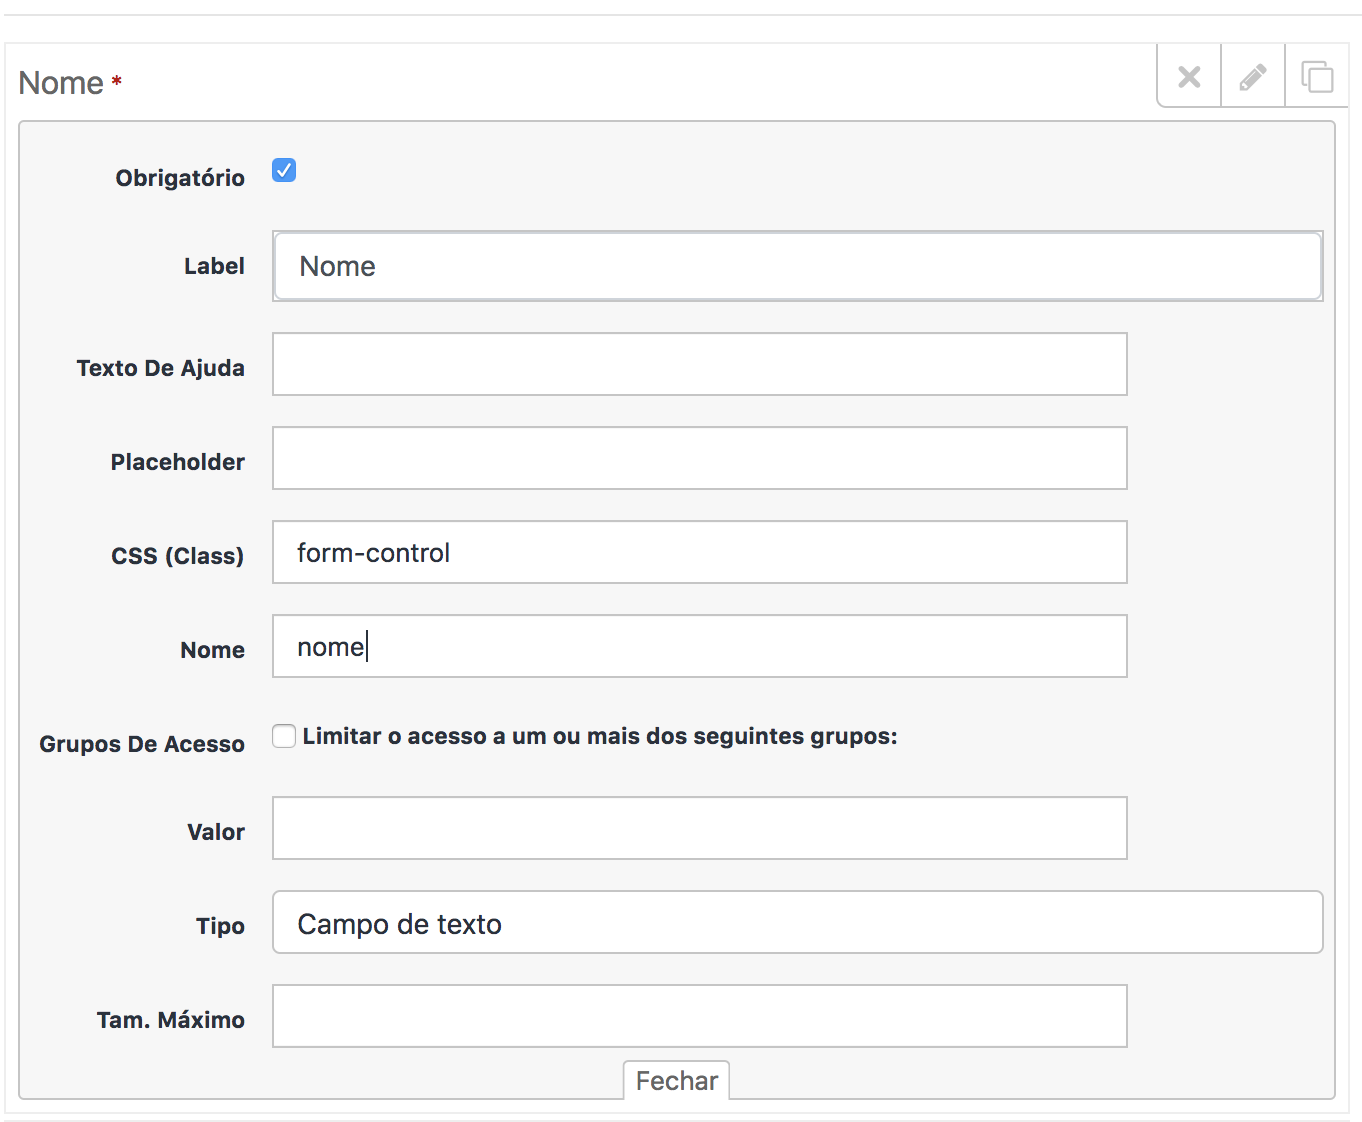 Nome *
Obrigatório
Label Nome
Texto De Ajuda
Placeholder
CSS (Class) form-control
Nome nome
Grupos De Acesso Limitar o acesso a um ou mais dos seguintes grupos:
Valor
Tipo Campo de texto
Tam. Máximo
Fechar